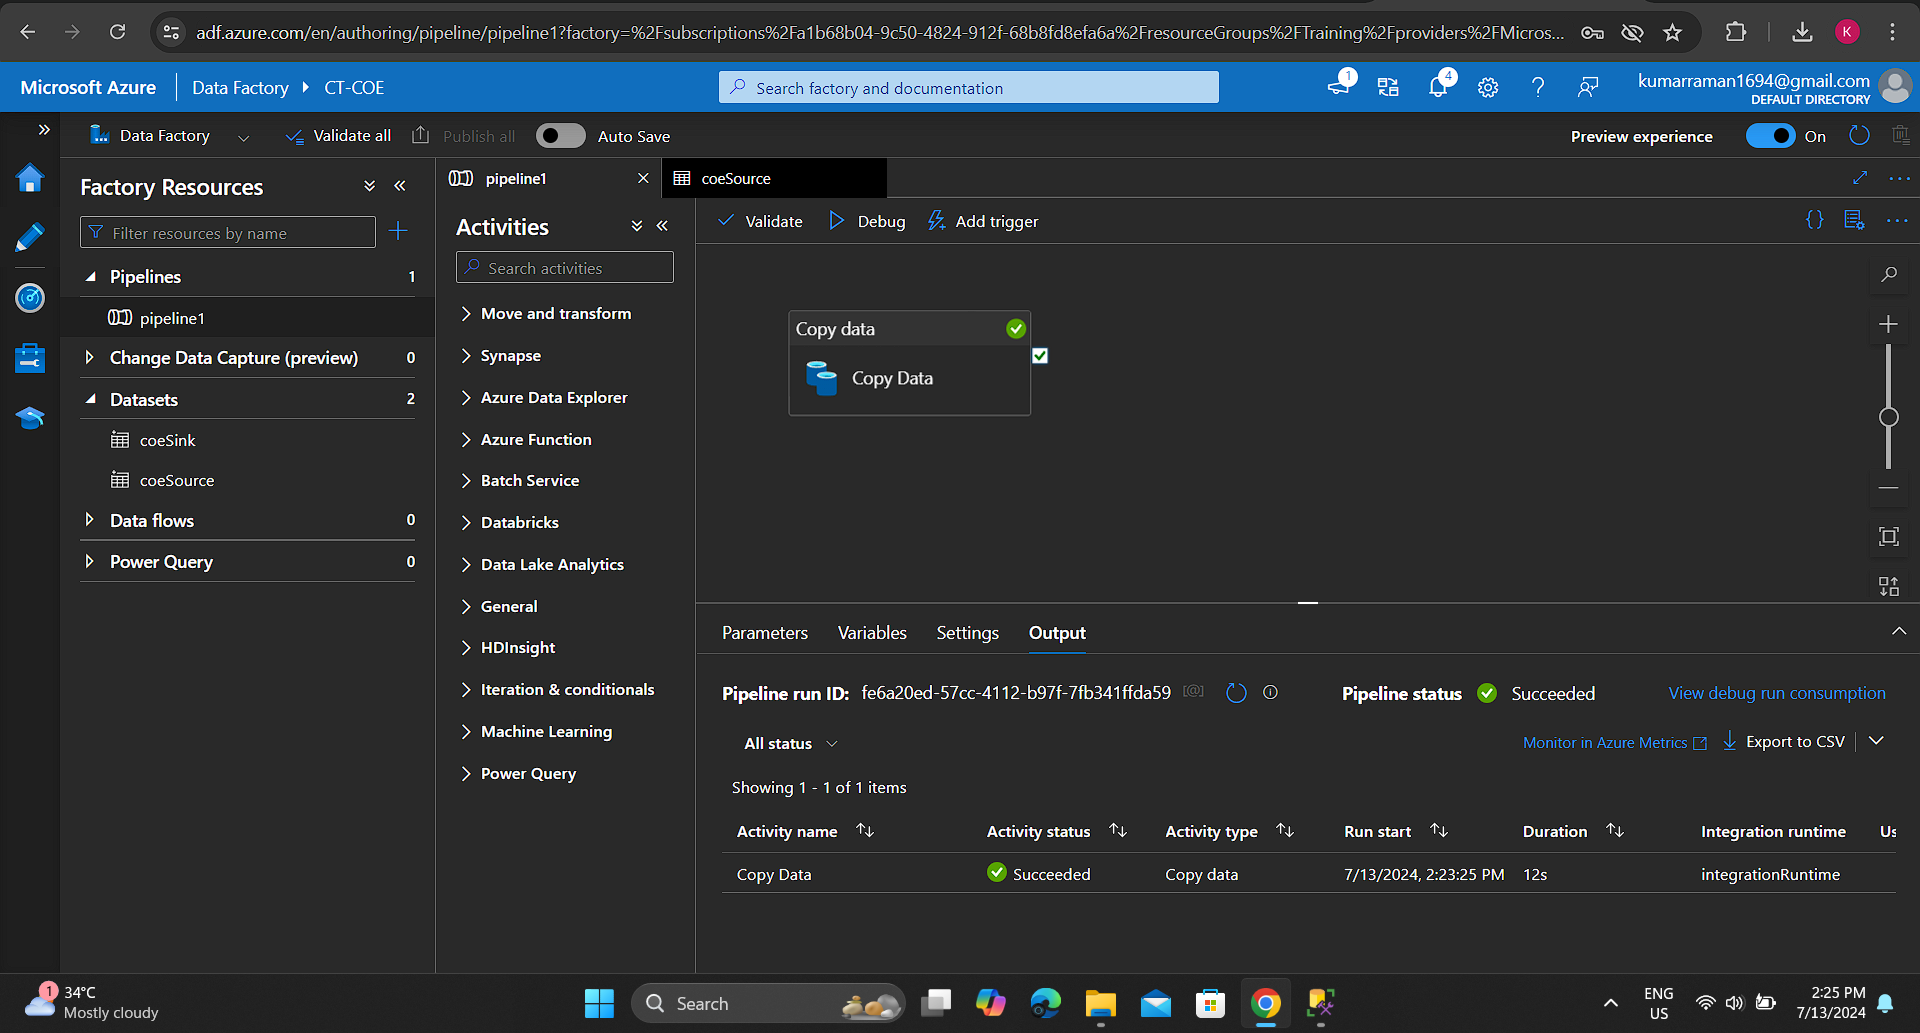 adf.azure.com/en/authoring/pipeline/pipeline1?factory=%2Fsubscriptions%2Fa1b68b04-9c50-4824-912f-68b8fd8efa6a%2FresourceGroups%2FTraining%2Fproviders%2FMicros...
K
Microsoft Azure
Data Factory
CT-COE
Search factory and documentation
1
4
kumarraman1694@gmail.com
DEFAULT DIRECTORY
Data Factory
Validate all
Publish all
Auto Save
Preview experience
On
Factory Resources
Filter resources by name
Pipelines 1
pipeline1
Change Data Capture (preview) 0
Datasets 2
coeSink
coeSource
Data flows 0
Power Query 0
pipeline1
coeSource
Activities
Search activities
Move and transform
Synapse
Azure Data Explorer
Azure Function
Batch Service
Databricks
Data Lake Analytics
General
HDInsight
Iteration & conditionals
Machine Learning
Power Query
Validate
Debug
Add trigger
Copy data
Copy Data
Parameters
Variables
Settings
Output
Pipeline run ID: fe6a20ed-57cc-4112-b97f-7fb341ffda59
Pipeline status Succeeded
View debug run consumption
All status
Monitor in Azure Metrics
Export to CSV
Showing 1 - 1 of 1 items
Activity name Activity status Activity type Run start Duration Integration runtime Us
Copy Data Succeeded Copy data 7/13/2024, 2:23:25 PM 12s integrationRuntime
1
34°C
Mostly cloudy
Search
ENG
US
2:25 PM
7/13/2024